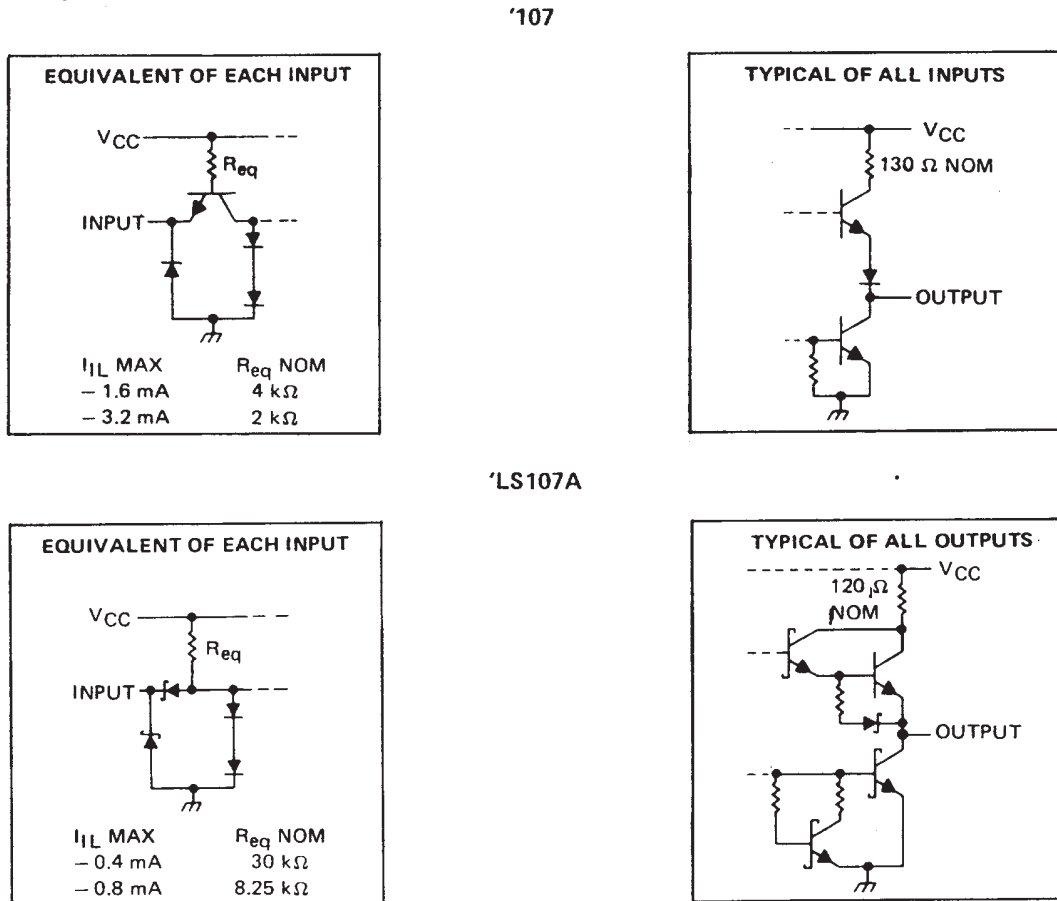 '107
EQUIVALENT OF EACH INPUT
VCC
Req
INPUT
IIL MAX Req NOM
– 1.6 mA 4 kΩ
– 3.2 mA 2 kΩ
TYPICAL OF ALL INPUTS
VCC
130 Ω NOM
OUTPUT
'LS107A
EQUIVALENT OF EACH INPUT
VCC
Req
INPUT
IIL MAX Req NOM
– 0.4 mA 30 kΩ
– 0.8 mA 8.25 kΩ
TYPICAL OF ALL OUTPUTS
VCC
120 Ω
NOM
OUTPUT